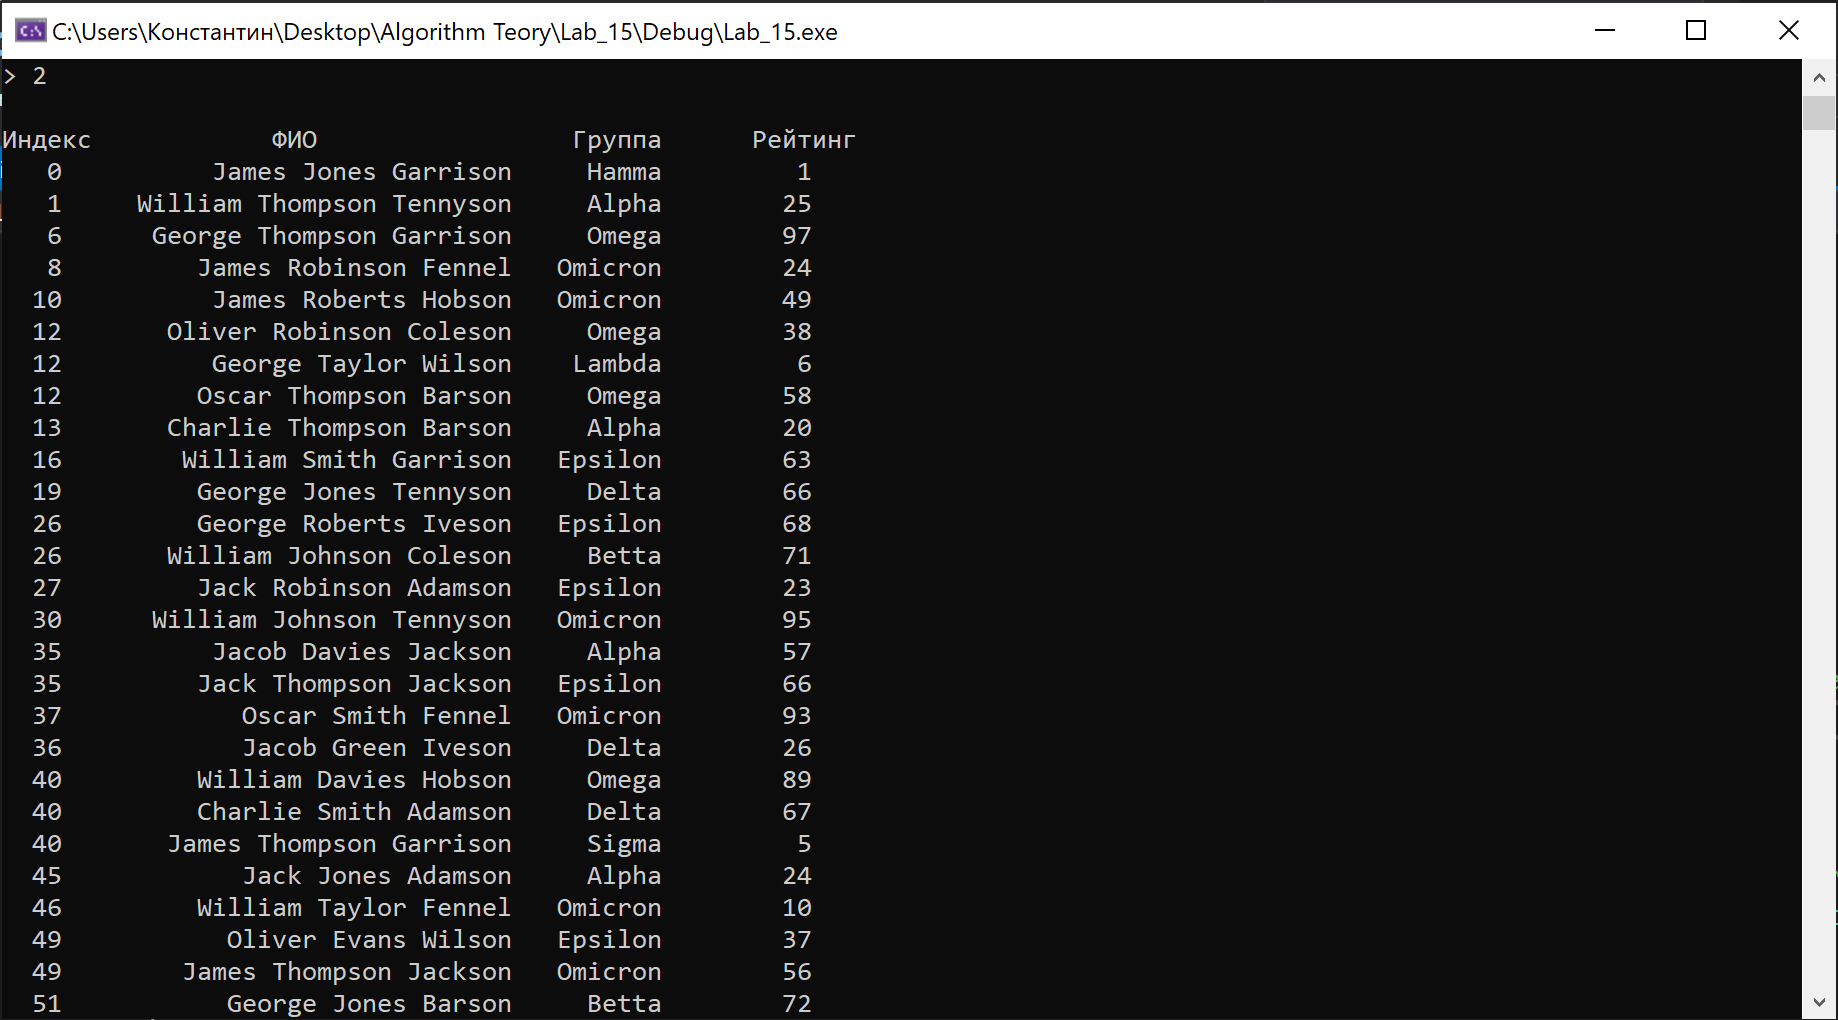 C:\Users\Константин\Desktop\Algorithm Teory\Lab_15\Debug\Lab_15.exe
> 2
Индекс ФИО Группа Рейтинг
0 James Jones Garrison Hamma 1
1 William Thompson Tennyson Alpha 25
6 George Thompson Garrison Omega 97
8 James Robinson Fennel Omicron 24
10 James Roberts Hobson Omicron 49
12 Oliver Robinson Coleson Omega 38
12 George Taylor Wilson Lambda 6
12 Oscar Thompson Barson Omega 58
13 Charlie Thompson Barson Alpha 20
16 William Smith Garrison Epsilon 63
19 George Jones Tennyson Delta 66
26 George Roberts Iveson Epsilon 68
26 William Johnson Coleson Betta 71
27 Jack Robinson Adamson Epsilon 23
30 William Johnson Tennyson Omicron 95
35 Jacob Davies Jackson Alpha 57
35 Jack Thompson Jackson Epsilon 66
37 Oscar Smith Fennel Omicron 93
36 Jacob Green Iveson Delta 26
40 William Davies Hobson Omega 89
40 Charlie Smith Adamson Delta 67
40 James Thompson Garrison Sigma 5
45 Jack Jones Adamson Alpha 24
46 William Taylor Fennel Omicron 10
49 Oliver Evans Wilson Epsilon 37
49 James Thompson Jackson Omicron 56
51 George Jones Barson Betta 72